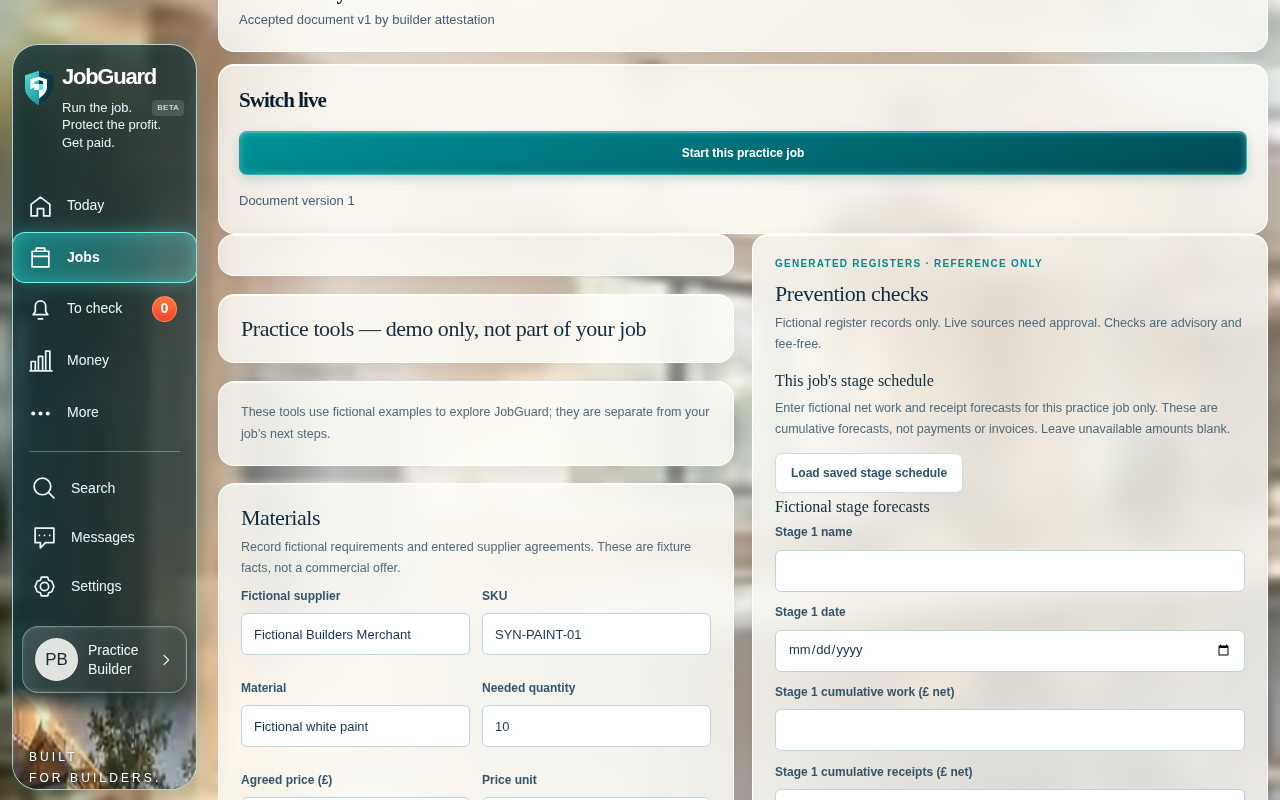 JobGuard
Run the job.
BETA
Protect the profit.
Get paid.
Today
Jobs
To check
0
Money
More
Search
Messages
Settings
PB
Practice
Builder
BUILT
FOR BUILDERS.
Accepted document v1 by builder attestation
Switch live
Start this practice job
Document version 1
Practice tools — demo only, not part of your job
These tools use fictional examples to explore JobGuard; they are separate from your
job's next steps.
Materials
Record fictional requirements and entered supplier agreements. These are fixture
facts, not a commercial offer.
Fictional supplier
SKU
Fictional Builders Merchant
SYN-PAINT-01
Material
Needed quantity
Fictional white paint
10
Agreed price (£)
Price unit
GENERATED REGISTERS · REFERENCE ONLY
Prevention checks
Fictional register records only. Live sources need approval. Checks are advisory and
fee-free.
This job's stage schedule
Enter fictional net work and receipt forecasts for this practice job only. These are
cumulative forecasts, not payments or invoices. Leave unavailable amounts blank.
Load saved stage schedule
Fictional stage forecasts
Stage 1 name
Stage 1 date
mm/dd/yyyy
Stage 1 cumulative work (£ net)
Stage 1 cumulative receipts (£ net)